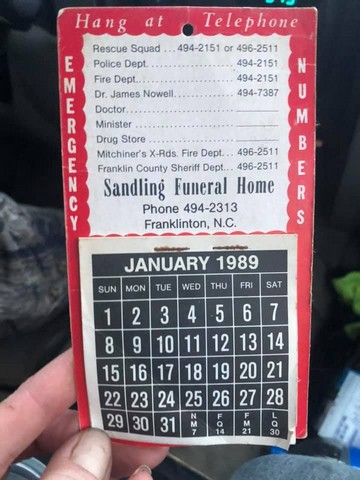 Hang at Telephone
EMERGENCY
NUMBERS
Rescue Squad ... 494-2151 or 496-2511
Police Dept. ................ 494-2151
Fire Dept. ................... 494-2151
Dr. James Nowell............ 494-7387
Doctor.............
Minister ...........
Drug Store .........
Mitchiner's X-Rds. Fire Dept... 496-2511
Franklin County Sheriff Dept... 496-2511
Sandling Funeral Home
Phone 494-2313
Franklinton, N.C.
JANUARY 1989
SUN MON TUE WED THU FRI SAT
1 2 3 4 5 6 7
8 9 10 11 12 13 14
15 16 17 18 19 20 21
22 23 24 25 26 27 28
29 30 31 NM 7 FQ 14 FM 21 LQ 30